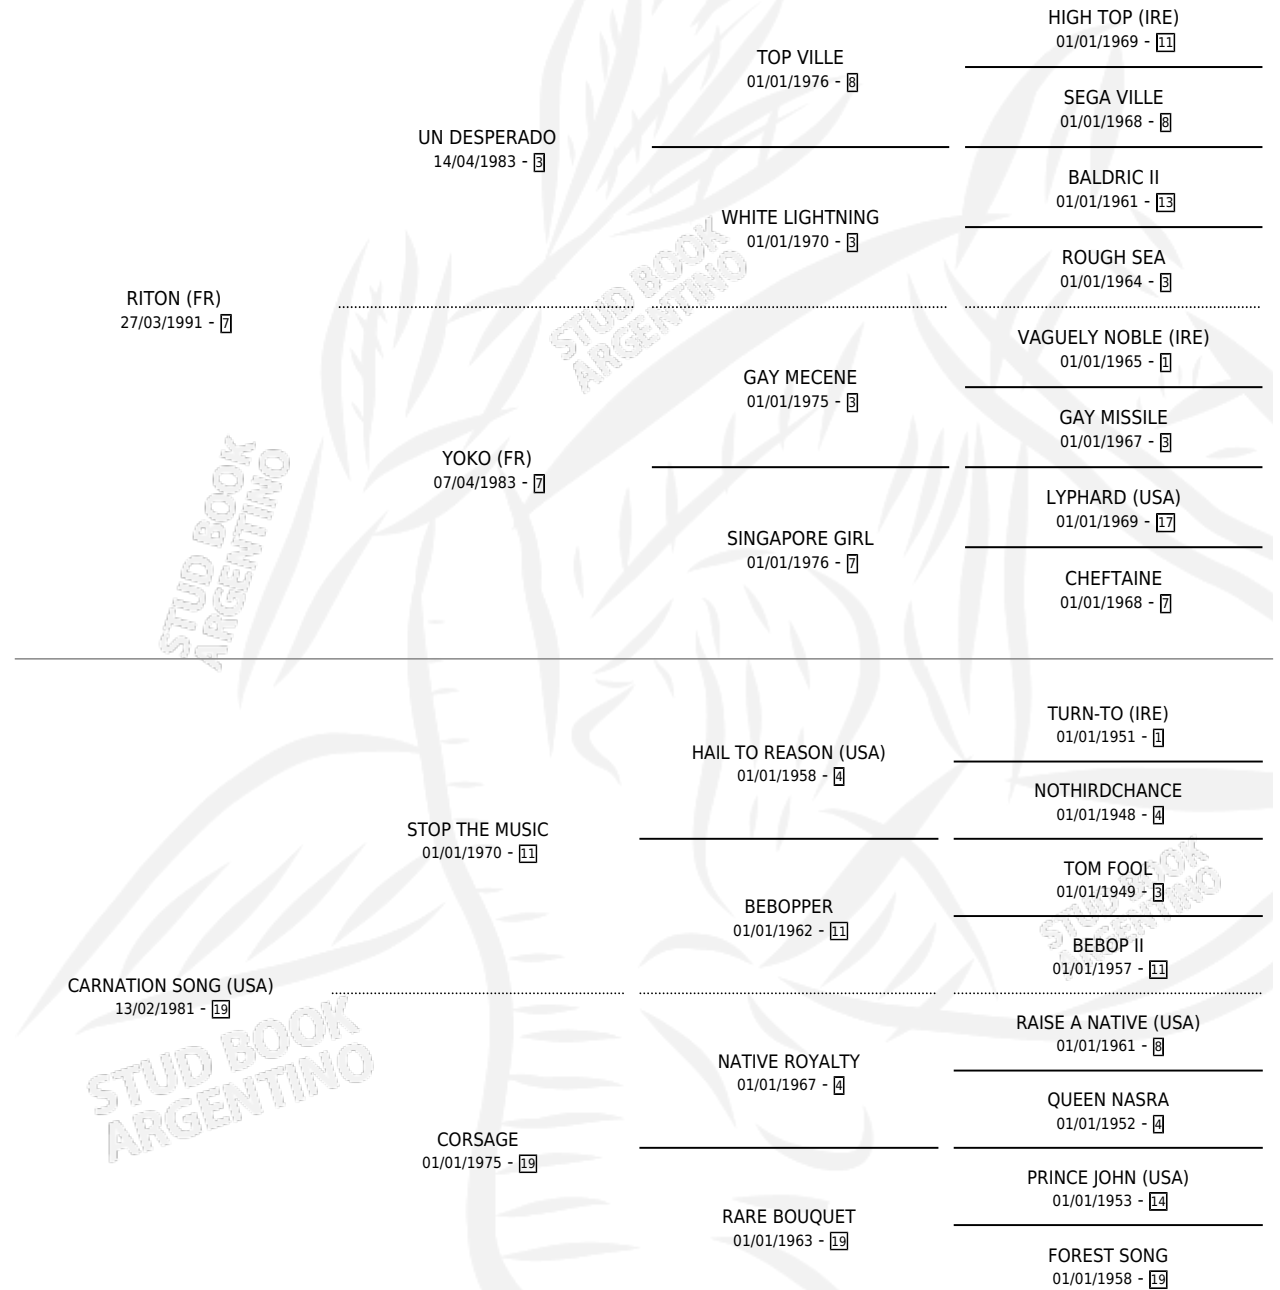 HIGH TOP (IRE)
01/01/1969 - 11
TOP VILLE
01/01/1976 - 8
SEGA VILLE
01/01/1968 - 8
UN DESPERADO
14/04/1983 - 3
BALDRIC II
01/01/1961 - 13
WHITE LIGHTNING
01/01/1970 - 3
ROUGH SEA
01/01/1964 - 3
RITON (FR)
27/03/1991 - 7
VAGUELY NOBLE (IRE)
01/01/1965 - 1
GAY MECENE
01/01/1975 - 3
GAY MISSILE
01/01/1967 - 3
YOKO (FR)
07/04/1983 - 7
LYPHARD (USA)
01/01/1969 - 17
SINGAPORE GIRL
01/01/1976 - 7
CHEFTAINE
01/01/1968 - 7
TURN-TO (IRE)
01/01/1951 - 1
HAIL TO REASON (USA)
01/01/1958 - 4
NOTHIRDCHANCE
01/01/1948 - 4
STOP THE MUSIC
01/01/1970 - 11
TOM FOOL
01/01/1949 - 3
BEBOPPER
01/01/1962 - 11
BEBOP II
01/01/1957 - 11
CARNATION SONG (USA)
13/02/1981 - 19
RAISE A NATIVE (USA)
01/01/1961 - 8
NATIVE ROYALTY
01/01/1967 - 4
QUEEN NASRA
01/01/1952 - 4
CORSAGE
01/01/1975 - 19
PRINCE JOHN (USA)
01/01/1953 - 14
RARE BOUQUET
01/01/1963 - 19
FOREST SONG
01/01/1958 - 19
STUD BOOK
ARGENTINO
STUD BOOK
ARGENTINO
STUD BOOK
ARGENTINO
STUD BOOK
ARGENTINO